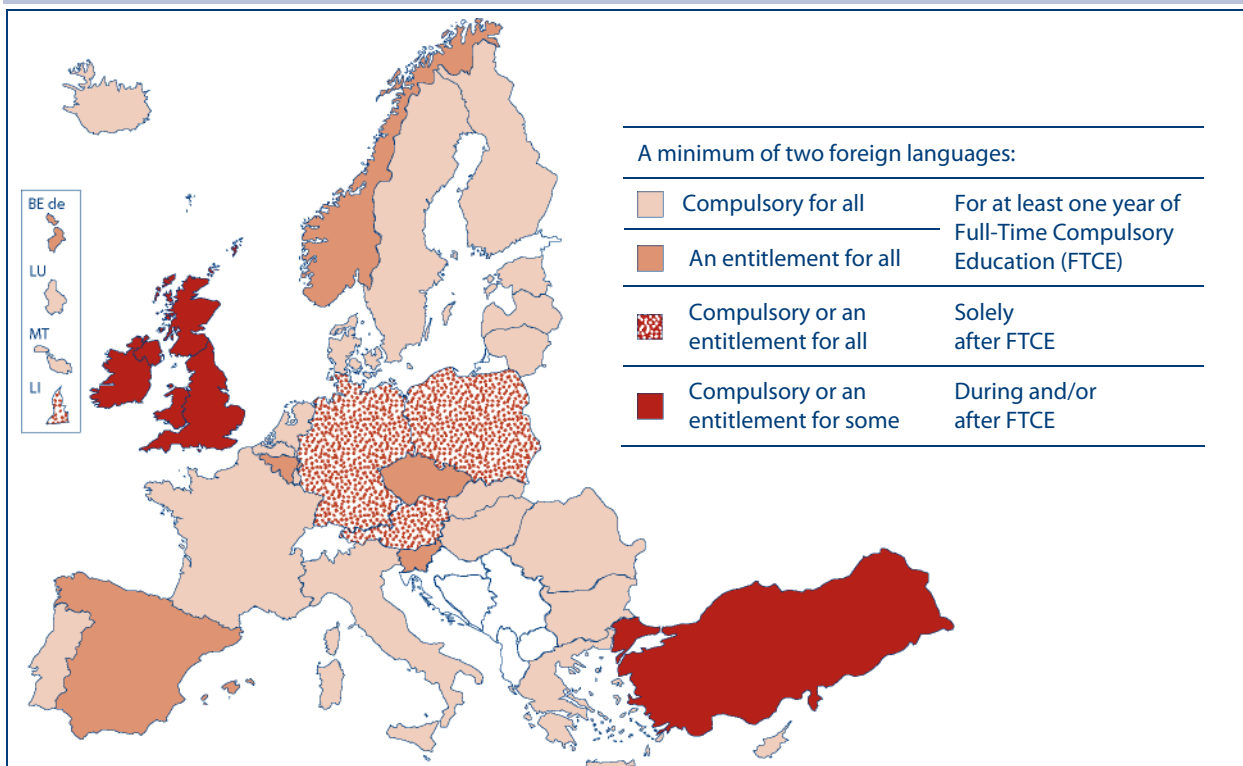 A minimum of two foreign languages:
Compulsory for all
For at least one year of
Full-Time Compulsory
Education (FTCE)
An entitlement for all
Compulsory or an
entitlement for all
Solely
after FTCE
Compulsory or an
entitlement for some
During and/or
after FTCE
BE de
LU
MT
LI